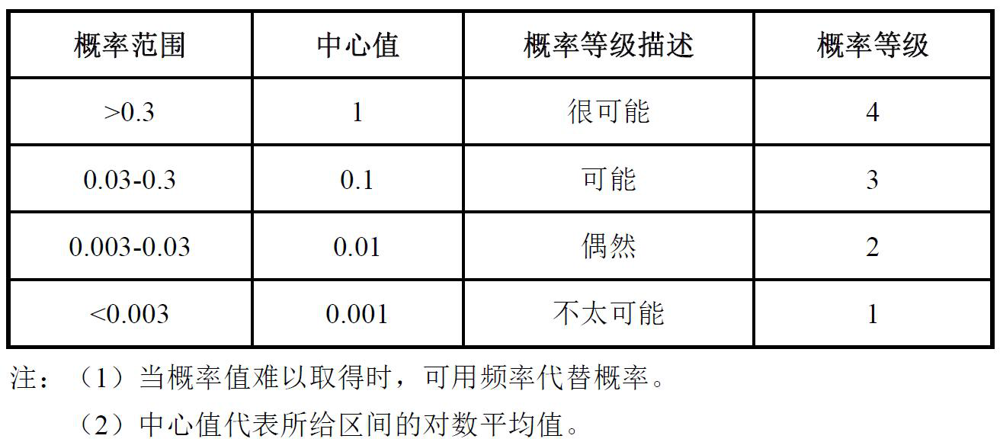 概率范围 中心值 概率等级描述 概率等级
>0.3 1 很可能 4
0.03-0.3 0.1 可能 3
0.003-0.03 0.01 偶然 2
<0.003 0.001 不太可能 1
注：（1）当概率值难以取得时，可用频率代替概率。
（2）中心值代表所给区间的对数平均值。